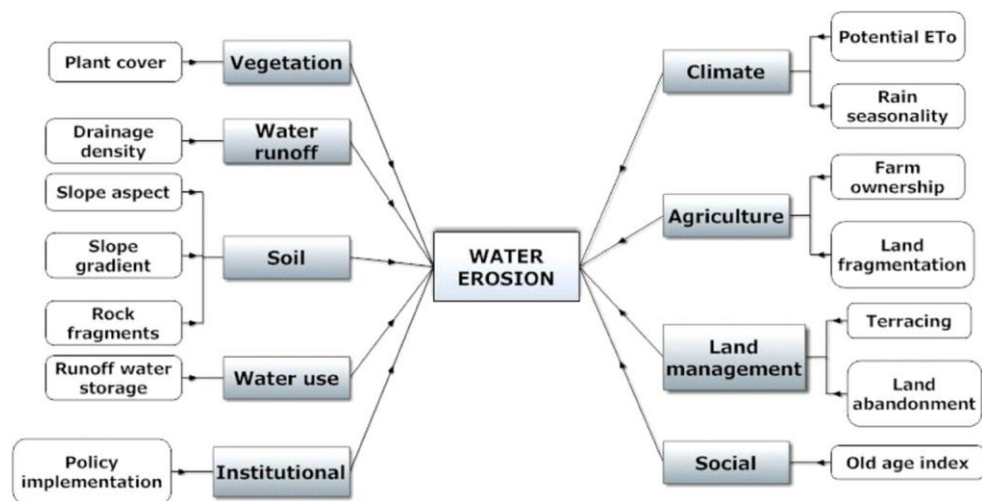 Plant cover
Vegetation
Drainage
density
Water
runoff
Slope aspect
Slope
gradient
Soil
Rock
fragments
Runoff water
storage
Water use
Policy
implementation
Institutional
WATER
EROSION
Climate
Potential ETo
Rain
seasonality
Agriculture
Farm
ownership
Land
fragmentation
Land
management
Terracing
Land
abandonment
Social
Old age index